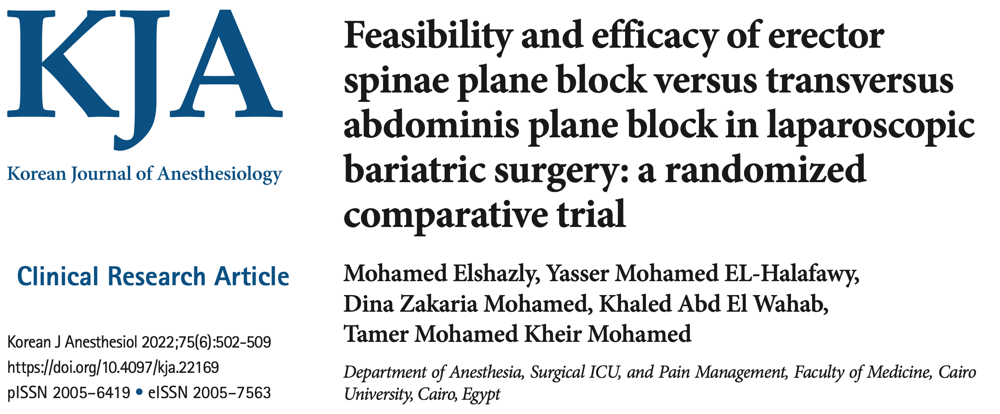 KJA
Korean Journal of Anesthesiology
Clinical Research Article
Korean J Anesthesiol 2022;75(6):502-509
https://doi.org/10.4097/kja.22169
pISSN 2005–6419 • eISSN 2005–7563
Feasibility and efficacy of erector
spinae plane block versus transversus
abdominis plane block in laparoscopic
bariatric surgery: a randomized
comparative trial
Mohamed Elshazly, Yasser Mohamed EL-Halafawy,
Dina Zakaria Mohamed, Khaled Abd El Wahab,
Tamer Mohamed Kheir Mohamed
Department of Anesthesia, Surgical ICU, and Pain Management, Faculty of Medicine, Cairo
University, Cairo, Egypt